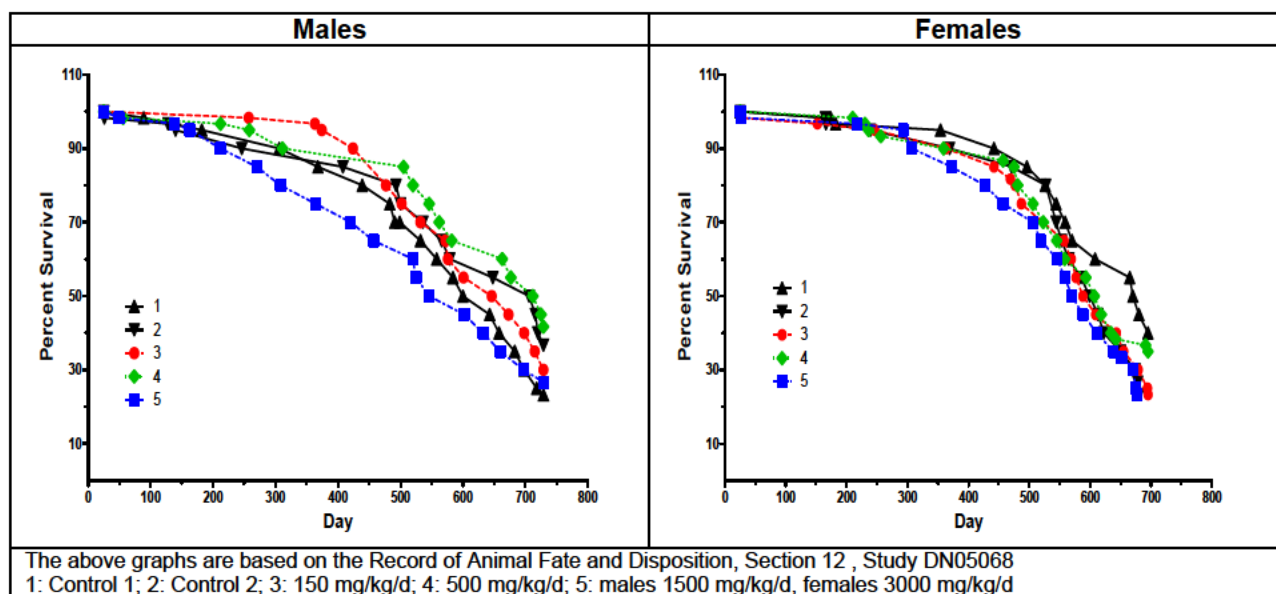 Males Females
110
90
70
50
30
10
Percent Survival
1
2
3
4
5
0 100 200 300 400 500 600 700 800
Day
110
90
70
50
30
10
Percent Survival
1
2
3
4
5
0 100 200 300 400 500 600 700 800
Day
The above graphs are based on the Record of Animal Fate and Disposition, Section 12 , Study DN05068
1: Control 1; 2: Control 2; 3: 150 mg/kg/d; 4: 500 mg/kg/d; 5: males 1500 mg/kg/d, females 3000 mg/kg/d